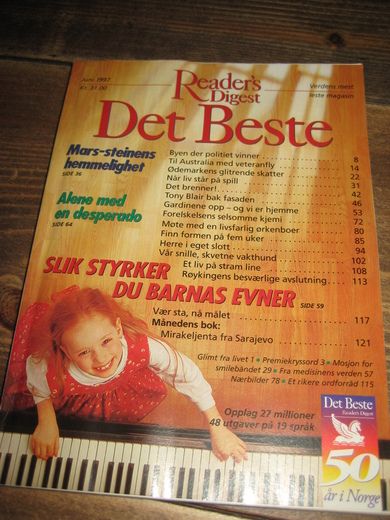 Juni 1997
Kr. 31.00
Reader's
Digest
Verdens mest
leste magasin
Det Beste
Mars-steinens
hemmelighet
SIDE 36
Alene med
en desperado
SIDE 64
Byen der politiet vinner 8
Til Australia med veteranfly 14
Ødemarkens glitrende skatter 22
Når liv står på spill 31
Det brenner! 42
Tony Blair bak fasaden 46
Gardinene opp – og vi er hjemme 53
Forelskelsens selsomme kjemi 72
Møte med en livsfarlig ørkenboer 80
Finn formen på fem uker 85
Herre i eget slott 94
Vår snille, skvetne vakthund 102
Et liv på stram line 108
Røykingens besværlige avslutning 113
SLIK STYRKER
DU BARNAS EVNER SIDE 59
Vær sta, nå målet 117
Månedens bok:
Mirakeljenta fra Sarajevo 121
Glimt fra livet 1 • Premiekryssord 3 • Mosjon for
smilebåndet 29 • Fra medisinens verden 57
Nærbilder 78 • Et rikere ordforråd 115
Opplag 27 millioner
48 utgaver på 19 språk
Det Beste
Reader's Digest
50
år i Norge